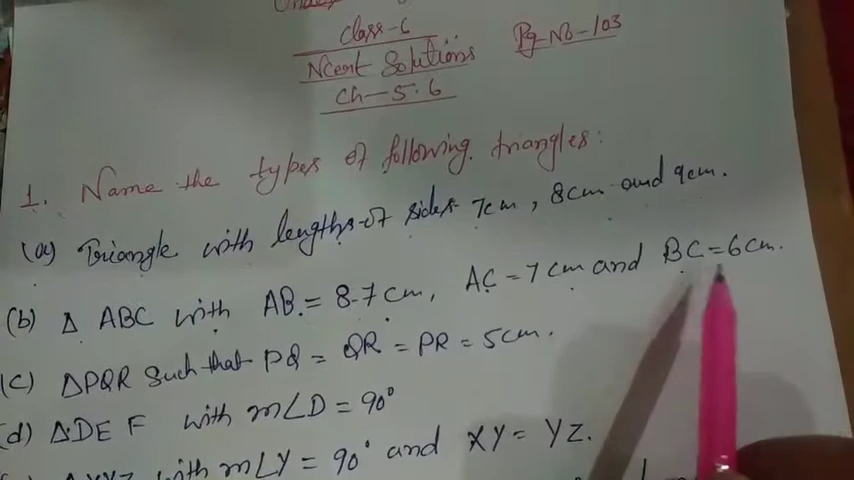 Class-6
Ncert Solutions
Pg-No-103
Ch-5.6
1. Name the types of following triangles:
(a) Triangle with lengths of sides 7cm, 8cm and 9cm.
(b) Δ ABC with AB = 8.7cm, AC = 7cm and BC = 6cm.
(c) ΔPQR Such that PQ = QR = PR = 5cm.
(d) ΔDEF with m∠D = 90°
with m∠Y = 90° and XY = YZ.